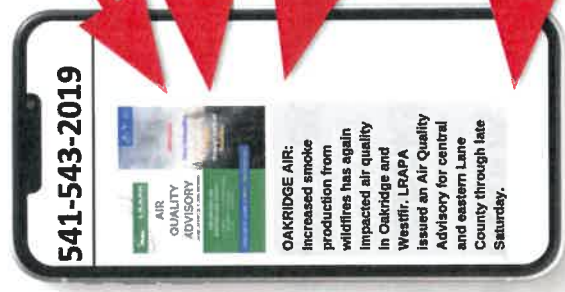 541-543-2019
LRAPA
AIR
QUALITY
ADVISORY
OAKRIDGE AIR:
Increased smoke
production from
wildfires has again
impacted air quality
in Oakridge and
Westfir. LRAPA
issued an Air Quality
Advisory for central
and eastern Lane
County through late
Saturday.